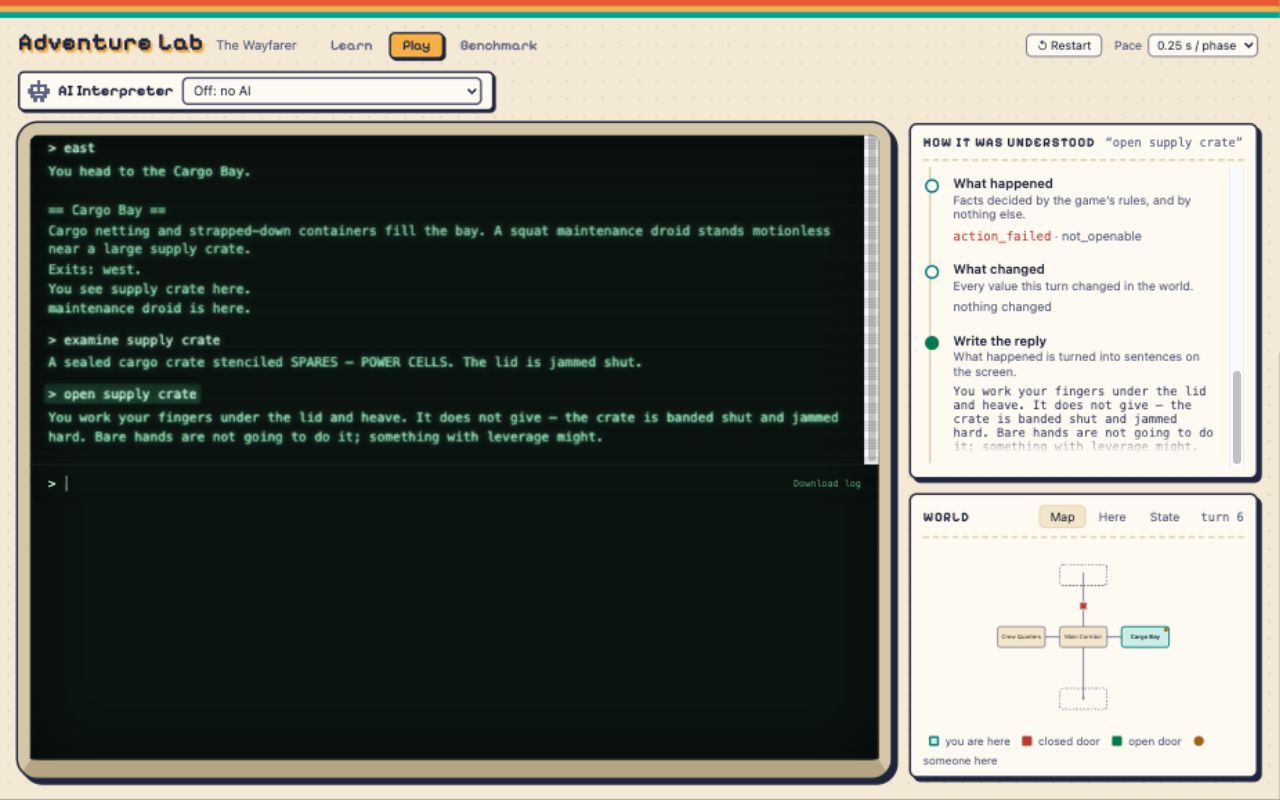 Adventure Lab The Wayfarer Learn Play Benchmark
↺ Restart Pace 0.25 s / phase
AI Interpreter Off: no AI
> east
You head to the Cargo Bay.
== Cargo Bay ==
Cargo netting and strapped-down containers fill the bay. A squat maintenance droid stands motionless
near a large supply crate.
Exits: west.
You see supply crate here.
maintenance droid is here.
> examine supply crate
A sealed cargo crate stenciled SPARES — POWER CELLS. The lid is jammed shut.
> open supply crate
You work your fingers under the lid and heave. It does not give — the crate is banded shut and jammed
hard. Bare hands are not going to do it; something with leverage might.
>
Download log
HOW IT WAS UNDERSTOOD “open supply crate”
What happened
Facts decided by the game's rules, and by
nothing else.
action_failed · not_openable
What changed
Every value this turn changed in the world.
nothing changed
Write the reply
What happened is turned into sentences on
the screen.
You work your fingers under the lid
and heave. It does not give — the
crate is banded shut and jammed
hard. Bare hands are not going to do
it; something with leverage might.
WORLD Map Here State turn 6
Crew Quarters Main Corridor Cargo Bay
you are here closed door open door
someone here